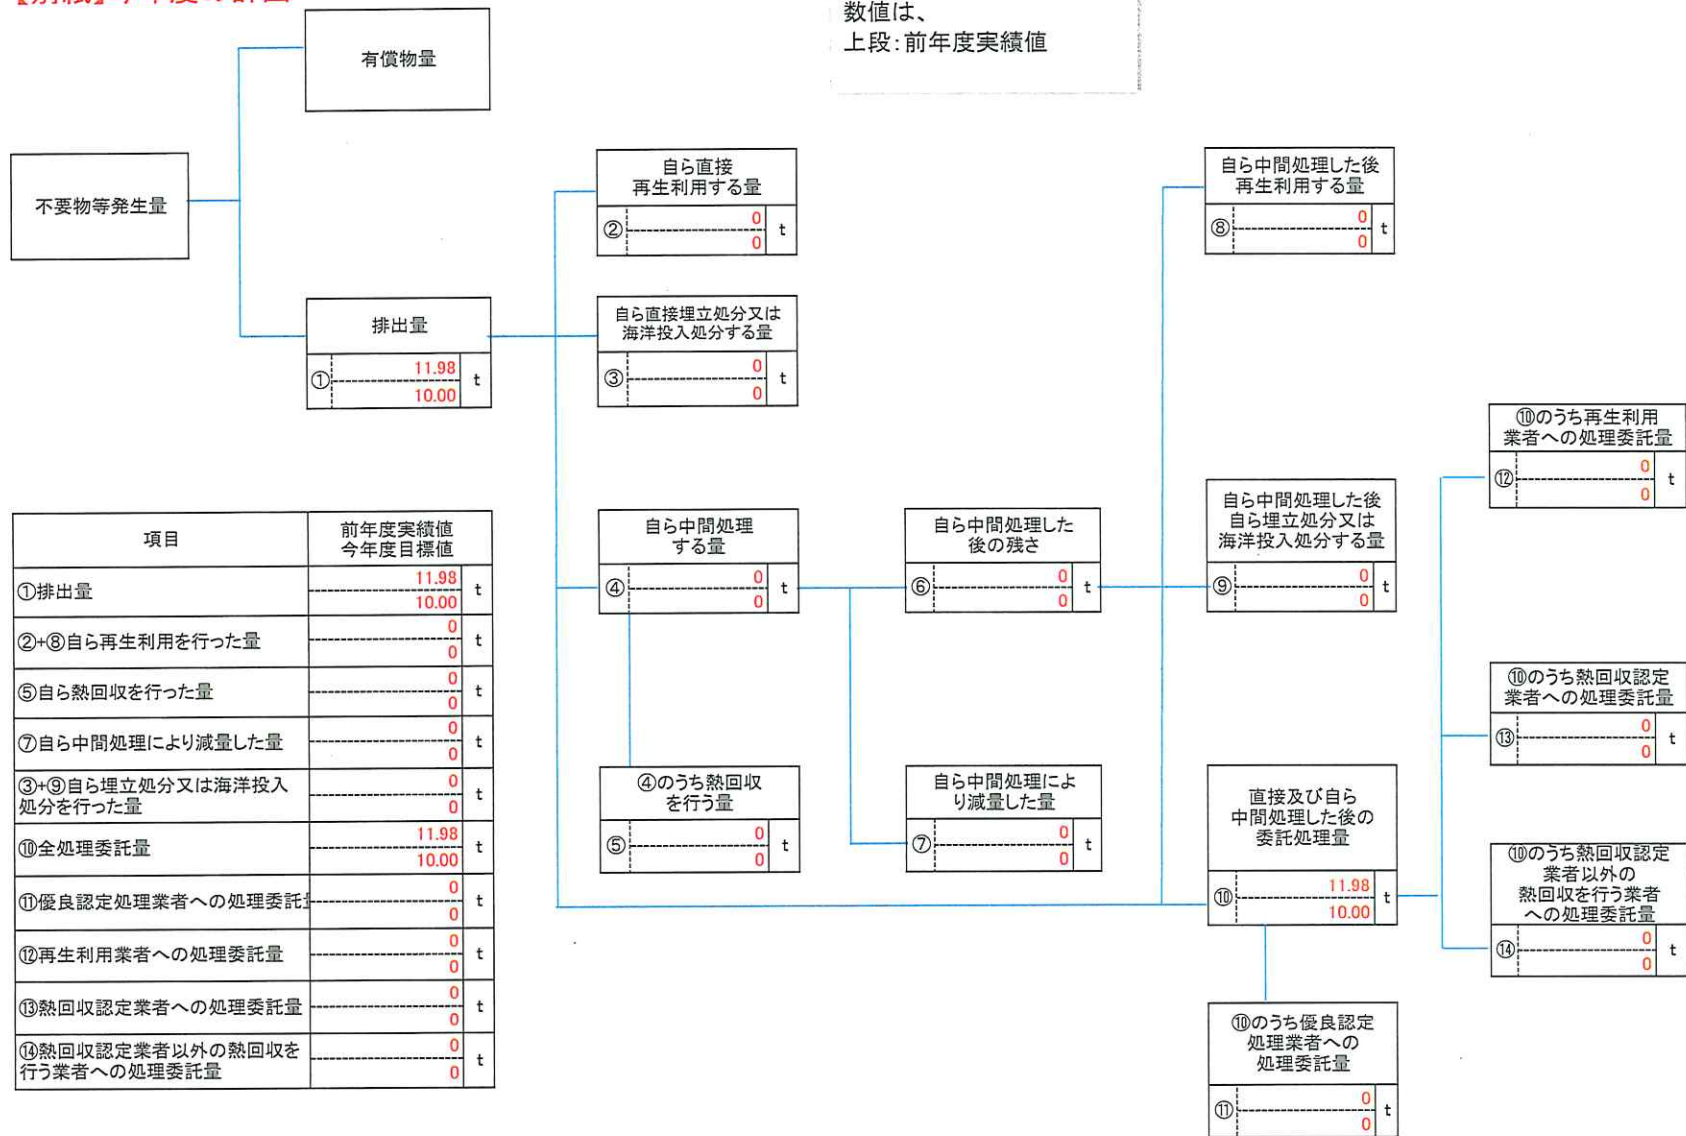 数値は、
上段:前年度実績値
有償物量
不要物等発生量
排出量
① 11.98 t
10.00
自ら直接
再生利用する量
② 0 t
0
自ら直接埋立処分又は
海洋投入処分する量
③ 0 t
0
自ら中間処理
する量
④ 0 t
0
④のうち熱回収
を行う量
⑤ 0 t
0
自ら中間処理した
後の残さ
⑥ 0 t
0
自ら中間処理によ
り減量した量
⑦ 0 t
0
自ら中間処理した後
再生利用する量
⑧ 0 t
0
自ら中間処理した後
自ら埋立処分又は
海洋投入処分する量
⑨ 0 t
0
直接及び自ら
中間処理した後の
委託処理量
⑩ 11.98 t
10.00
⑩のうち優良認定
処理業者への
処理委託量
⑪ 0 t
0
⑩のうち再生利用
業者への処理委託量
⑫ 0 t
0
⑩のうち熱回収認定
業者への処理委託量
⑬ 0 t
0
⑩のうち熱回収認定
業者以外の
熱回収を行う業者
への処理委託量
⑭ 0 t
0
項目 前年度実績値
今年度目標値
①排出量 11.98 t
10.00
②+⑧自ら再生利用を行った量 0 t
0
⑤自ら熱回収を行った量 0 t
0
⑦自ら中間処理により減量した量 0 t
0
③+⑨自ら埋立処分又は海洋投入
処分を行った量 0 t
0
⑩全処理委託量 11.98 t
10.00
⑪優良認定処理業者への処理委託 0 t
0
⑫再生利用業者への処理委託量 0 t
0
⑬熱回収認定業者への処理委託量 0 t
0
⑭熱回収認定業者以外の熱回収を
行う業者への処理委託量 0 t
0